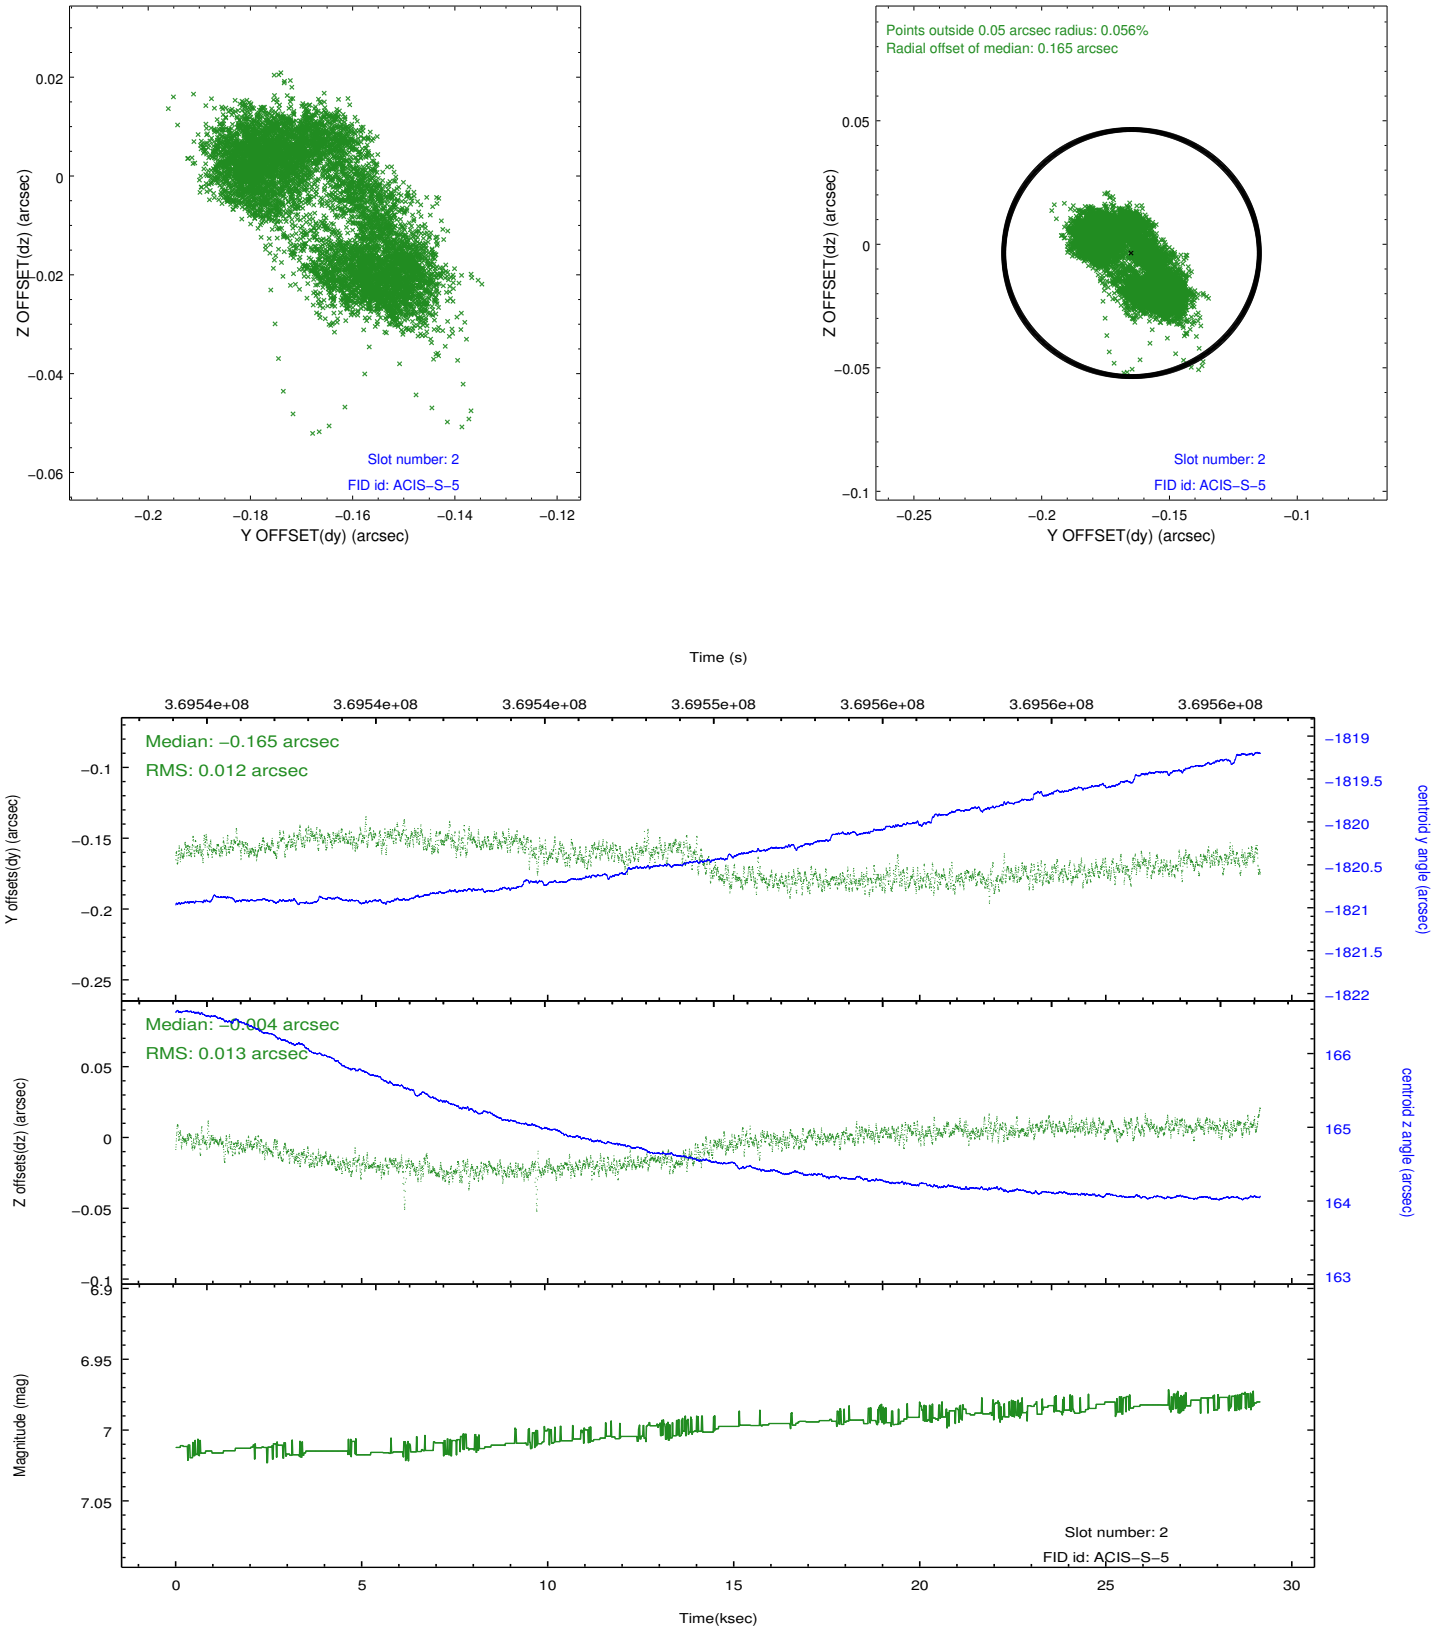 0.02
0
−0.02
−0.04
−0.06
Z OFFSET(dz) (arcsec)
Slot number: 2
FID id: ACIS−S−5
−0.2
−0.18
−0.16
−0.14
−0.12
Y OFFSET(dy) (arcsec)
Points outside 0.05 arcsec radius: 0.056%
Radial offset of median: 0.165 arcsec
0.05
0
−0.05
−0.1
Z OFFSET(dz) (arcsec)
Slot number: 2
FID id: ACIS−S−5
−0.25
−0.2
−0.15
−0.1
Y OFFSET(dy) (arcsec)
Time (s)
3.6954e+08
3.6954e+08
3.6954e+08
3.6955e+08
3.6956e+08
3.6956e+08
3.6956e+08
Median: −0.165 arcsec
RMS: 0.012 arcsec
−0.1
−0.15
−0.2
−0.25
Y offsets(dy) (arcsec)
−1819
−1819.5
−1820
−1820.5
−1821
−1821.5
−1822
centroid y angle (arcsec)
Median: −0.004 arcsec
RMS: 0.013 arcsec
0.05
0
−0.05
−0.1
Z offsets(dz) (arcsec)
166
165
164
163
centroid z angle (arcsec)
6.9
6.95
7
7.05
Magnitude (mag)
Slot number: 2
FID id: ACIS−S−5
0
5
10
15
20
25
30
Time(ksec)